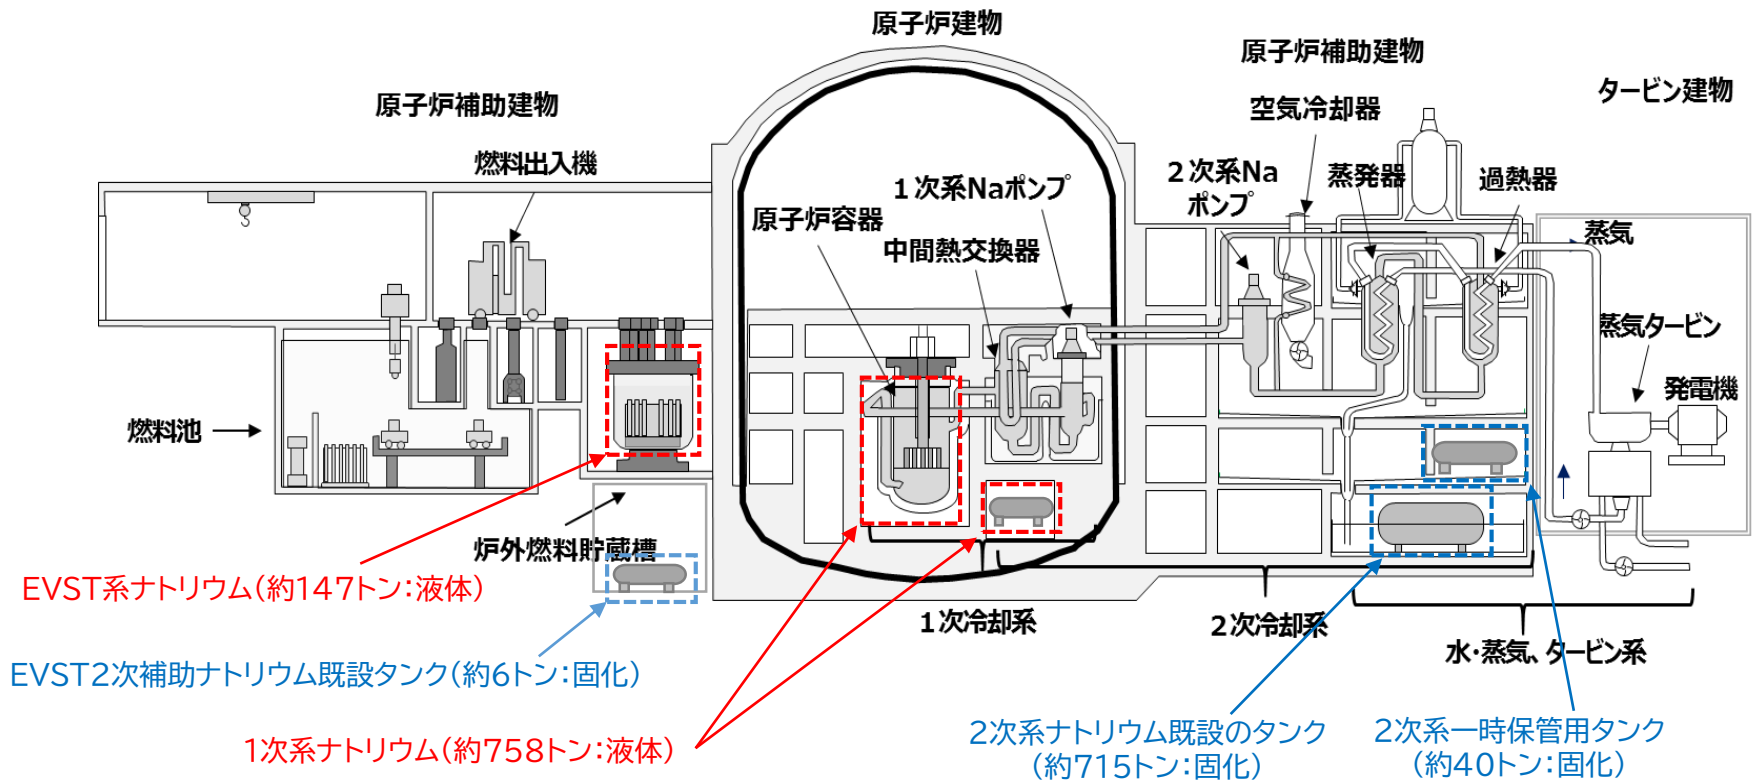 原子炉建物
原子炉補助建物
タービン建物
原子炉補助建物
空気冷却器
燃料出入機
1次系Naポンプ
2次系Na
ポンプ
蒸発器
過熱器
原子炉容器
中間熱交換器
蒸気
蒸気タービン
発電機
燃料池
炉外燃料貯蔵槽
EVST系ナトリウム(約147トン:液体)
1次冷却系
2次冷却系
水・蒸気、タービン系
EVST2次補助ナトリウム既設タンク(約6トン:固化)
1次系ナトリウム(約758トン:液体)
2次系ナトリウム既設のタンク
(約715トン:固化)
2次系一時保管用タンク
(約40トン:固化)